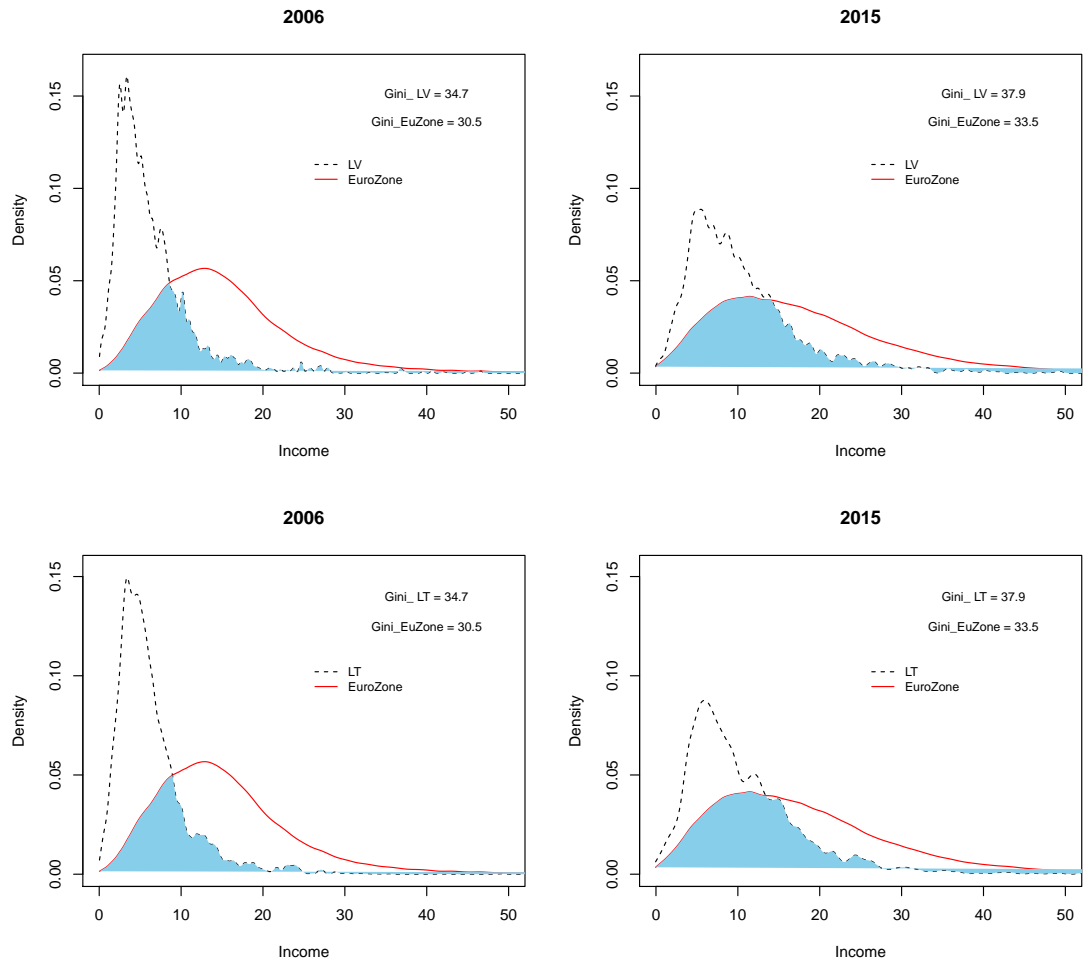 2006
Gini_ LV = 34.7
Gini_EuZone = 30.5
LV
EuroZone
0.15
0.10
0.05
0.00
Density
0 10 20 30 40 50
Income
2015
Gini_ LV = 37.9
Gini_EuZone = 33.5
LV
EuroZone
0.15
0.10
0.05
0.00
Density
0 10 20 30 40 50
Income
2006
Gini_ LT = 34.7
Gini_EuZone = 30.5
LT
EuroZone
0.15
0.10
0.05
0.00
Density
0 10 20 30 40 50
Income
2015
Gini_ LT = 37.9
Gini_EuZone = 33.5
LT
EuroZone
0.15
0.10
0.05
0.00
Density
0 10 20 30 40 50
Income